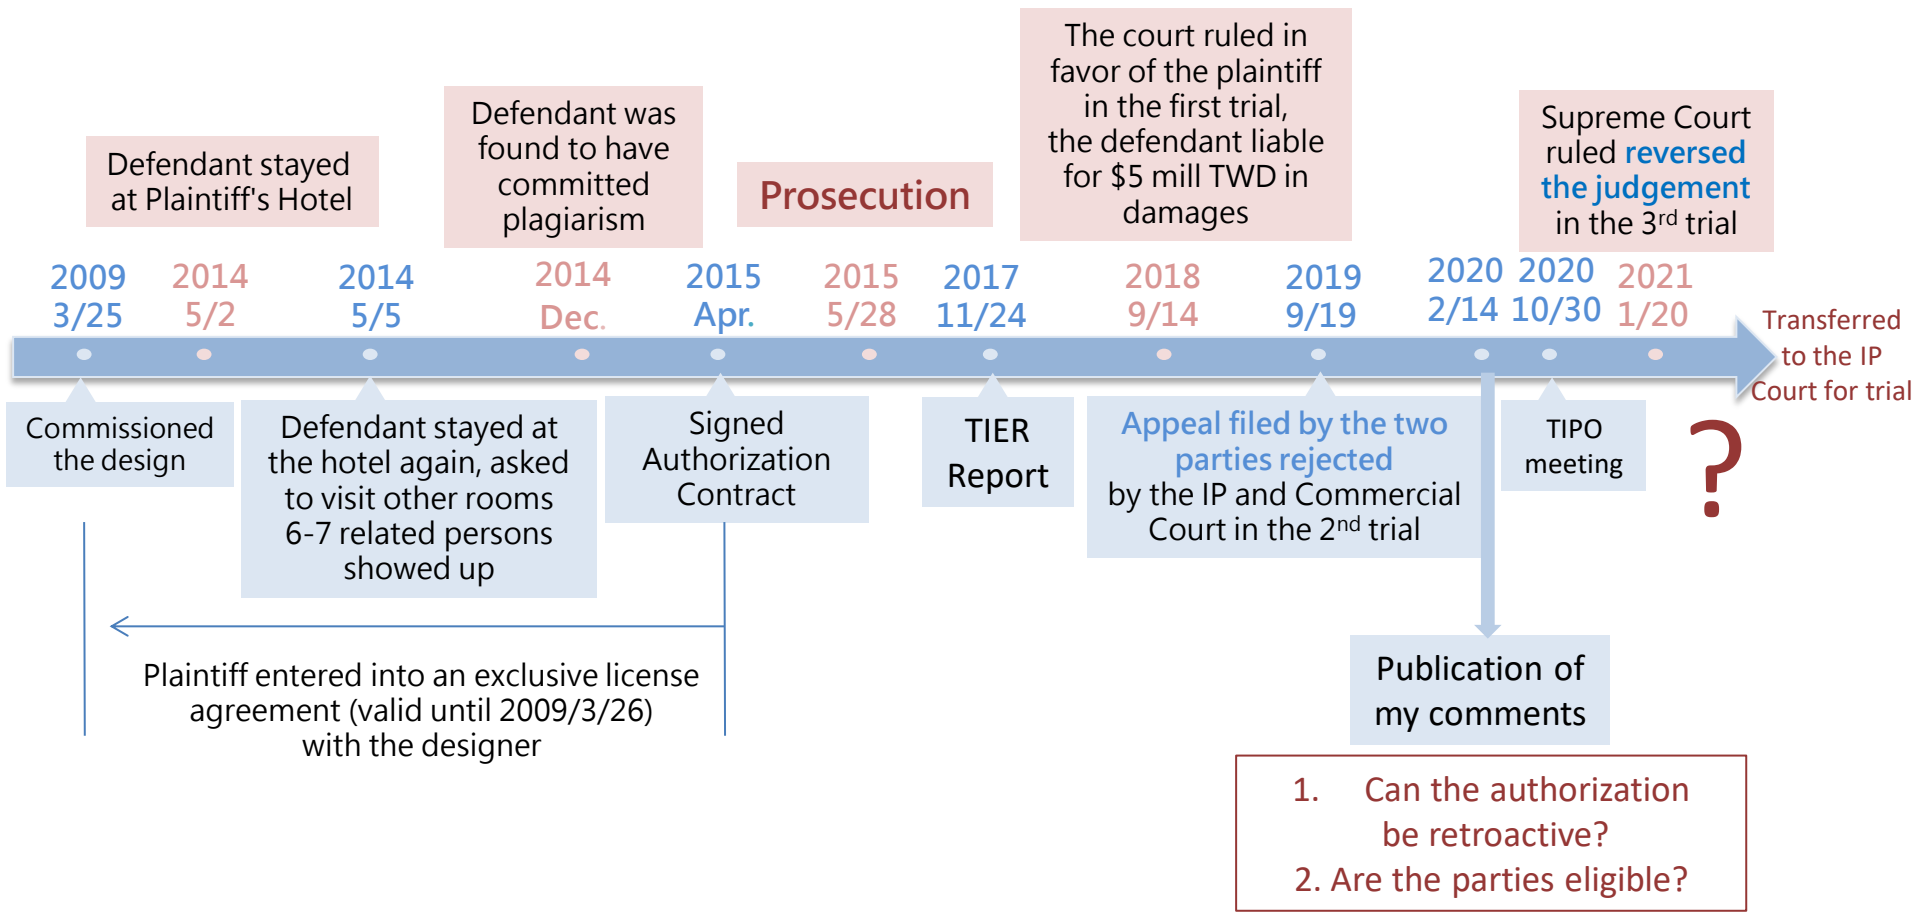 Defendant stayed
at Plaintiff's Hotel
Defendant was
found to have
committed
plagiarism
Prosecution
The court ruled in
favor of the plaintiff
in the first trial,
the defendant liable
for $5 mill TWD in
damages
Supreme Court
ruled reversed
the judgement
in the 3rd trial
2009
3/25
2014
5/2
2014
5/5
2014
Dec.
2015
Apr.
2015
5/28
2017
11/24
2018
9/14
2019
9/19
2020
2/14
2020
10/30
2021
1/20
Transferred
to the IP
Court for trial
Commissioned
the design
Defendant stayed at
the hotel again, asked
to visit other rooms
6-7 related persons
showed up
Signed
Authorization
Contract
TIER
Report
Appeal filed by the two
parties rejected
by the IP and Commercial
Court in the 2nd trial
TIPO
meeting
?
Plaintiff entered into an exclusive license
agreement (valid until 2009/3/26)
with the designer
Publication of
my comments
1. Can the authorization
be retroactive?
2. Are the parties eligible?